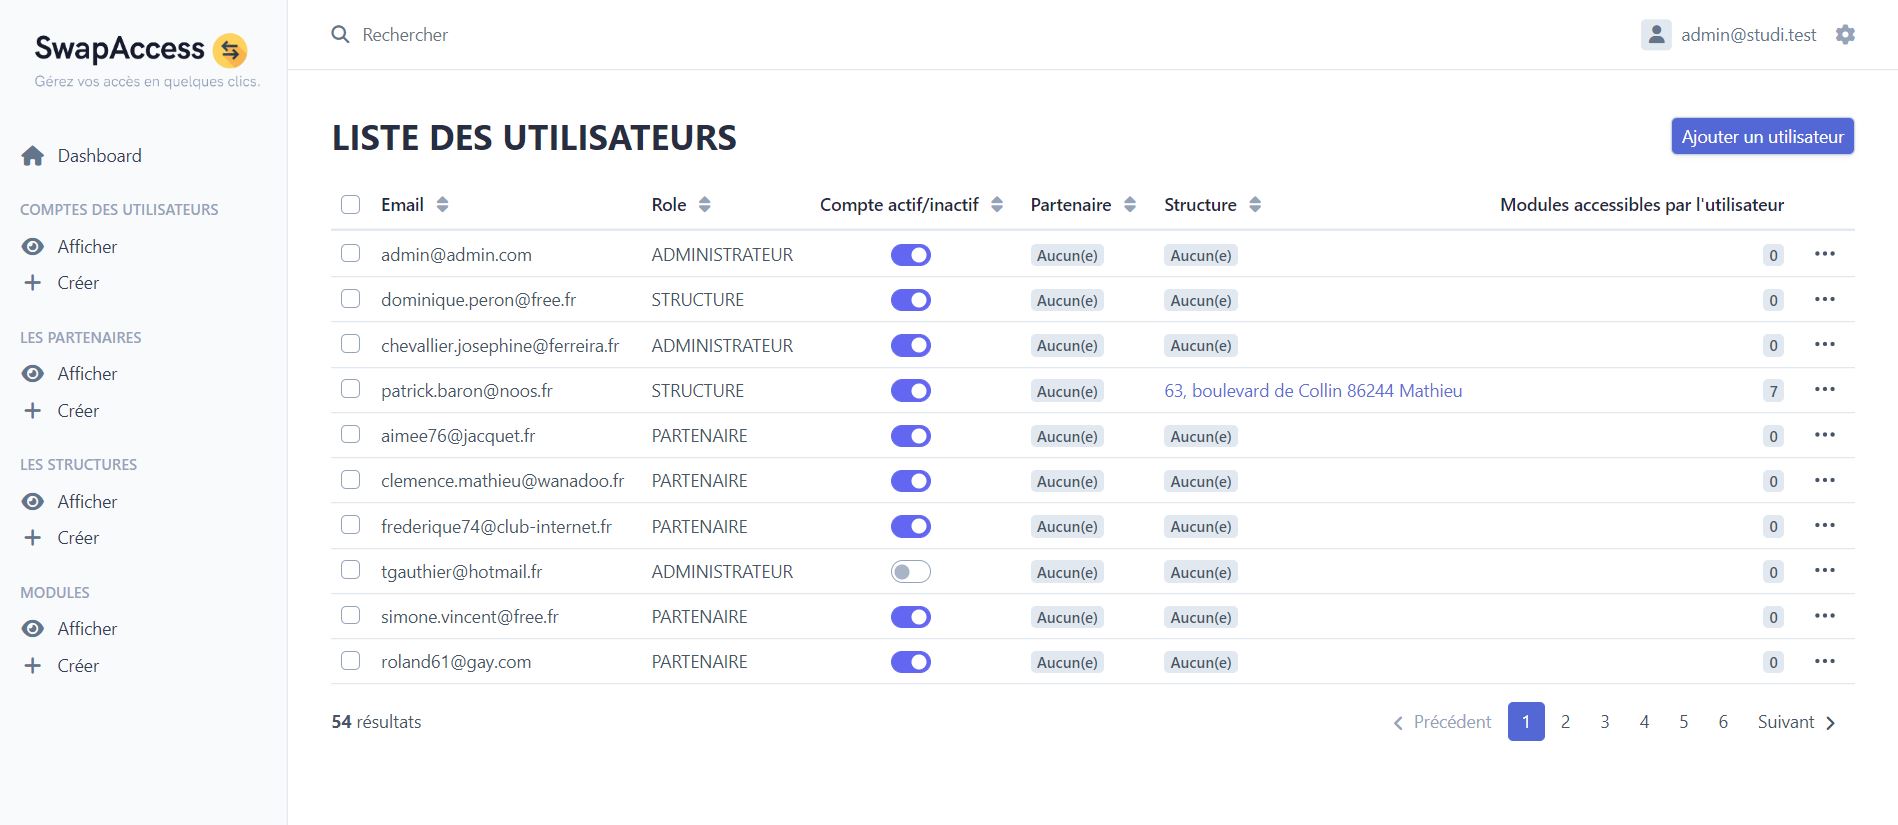 SwapAccess
Gérez vos accès en quelques clics.
Rechercher
admin@studi.test
Dashboard
COMPTES DES UTILISATEURS
Afficher
Créer
LES PARTENAIRES
Afficher
Créer
LES STRUCTURES
Afficher
Créer
MODULES
Afficher
Créer
LISTE DES UTILISATEURS
Ajouter un utilisateur
Email Role Compte actif/inactif Partenaire Structure Modules accessibles par l'utilisateur
admin@admin.com ADMINISTRATEUR Aucun(e) Aucun(e) 0
dominique.peron@free.fr STRUCTURE Aucun(e) Aucun(e) 0
chevallier.josephine@ferreira.fr ADMINISTRATEUR Aucun(e) Aucun(e) 0
patrick.baron@noos.fr STRUCTURE Aucun(e) 63, boulevard de Collin 86244 Mathieu 7
aimee76@jacquet.fr PARTENAIRE Aucun(e) Aucun(e) 0
clemence.mathieu@wanadoo.fr PARTENAIRE Aucun(e) Aucun(e) 0
frederique74@club-internet.fr PARTENAIRE Aucun(e) Aucun(e) 0
tgauthier@hotmail.fr ADMINISTRATEUR Aucun(e) Aucun(e) 0
simone.vincent@free.fr PARTENAIRE Aucun(e) Aucun(e) 0
roland61@gay.com PARTENAIRE Aucun(e) Aucun(e) 0
54 résultats
Précédent 1 2 3 4 5 6 Suivant